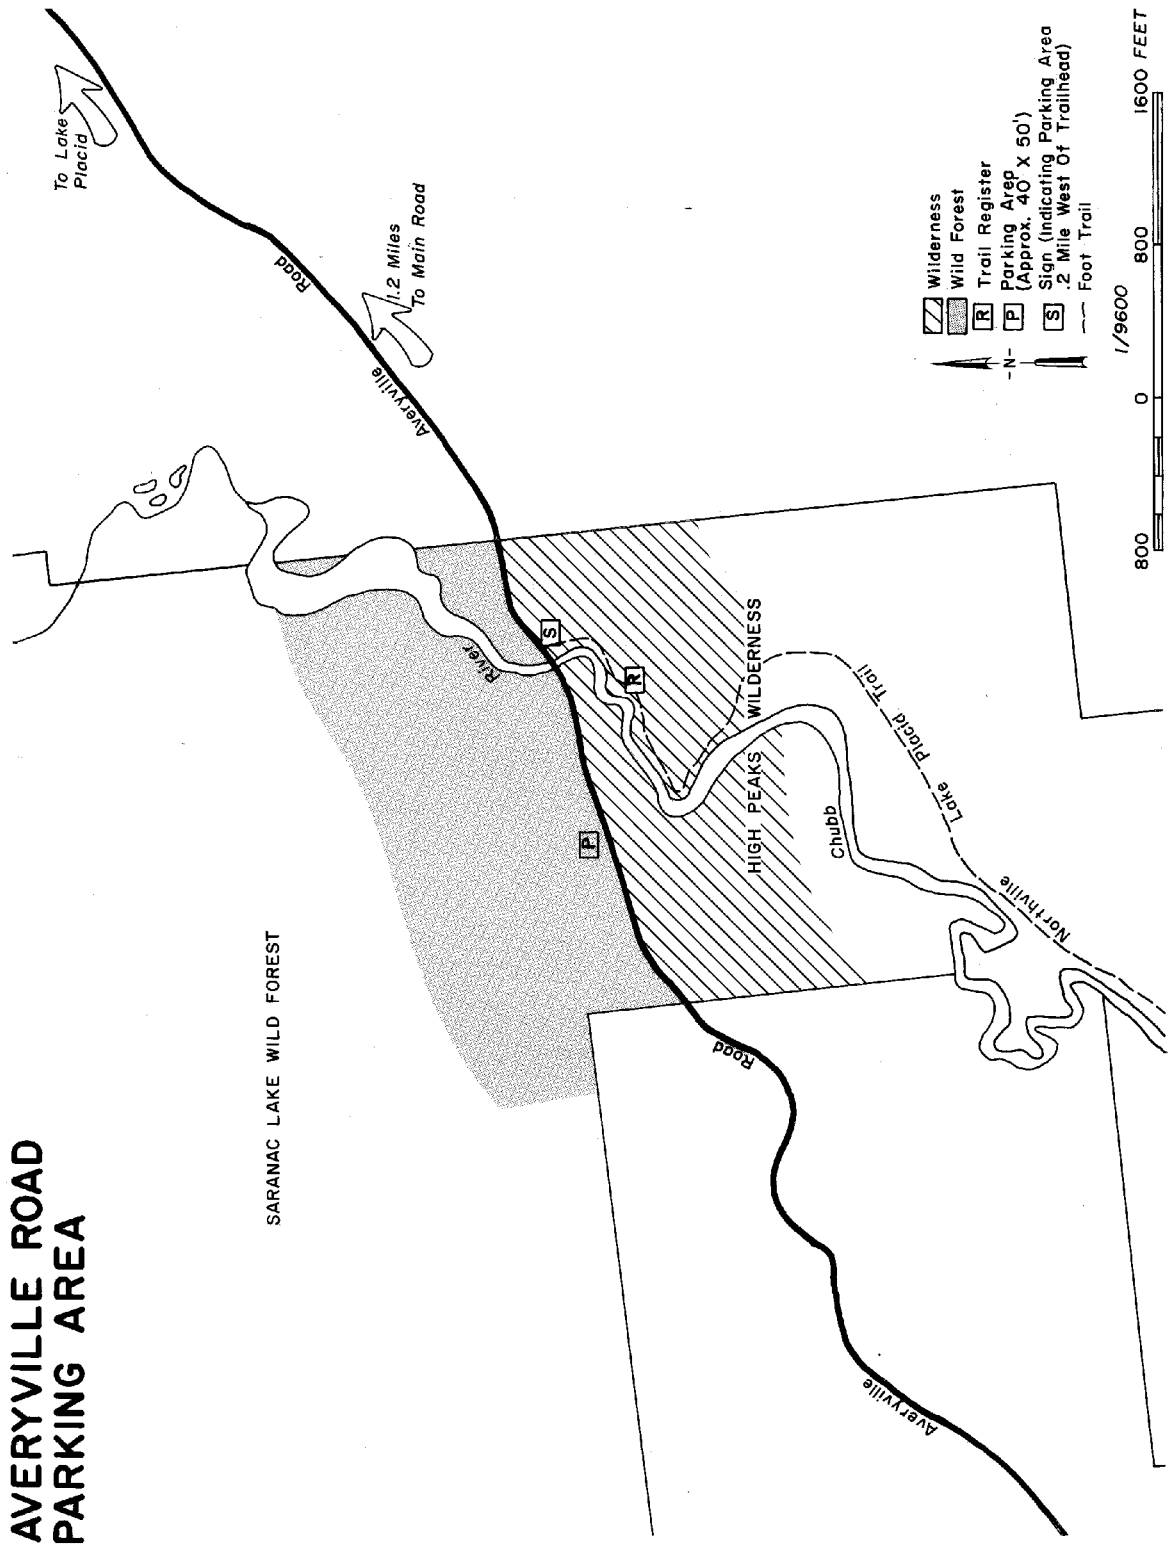 AVERYVILLE ROAD
PARKING AREA
To Lake
Placid
Road
1.2 Miles
To Main Road
Averyville
SARANAC LAKE WILD FOREST
River
S
R
P
HIGH PEAKS WILDERNESS
Chubb
Northville Lake Placid Trail
Road
Averyville
Wilderness
Wild Forest
R Trail Register
P Parking Area
(Approx. 40' X 50')
S Sign (Indicating Parking Area
.2 Mile West Of Trailhead)
Foot Trail
-N-
1/9600
800 0 800 1600 FEET